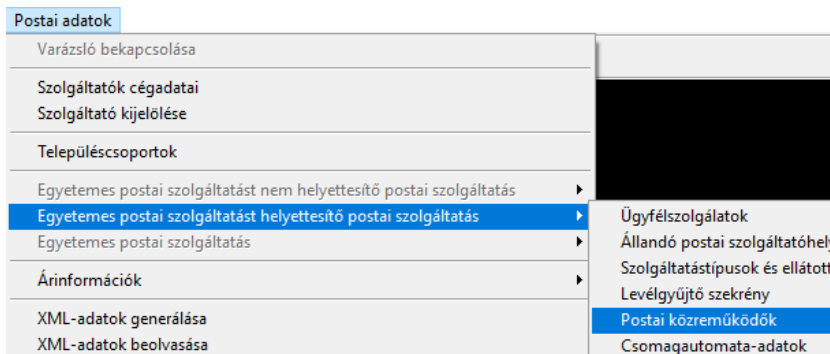 Postai adatok
Varázsló bekapcsolása
Szolgáltatók cégadatai
Szolgáltató kijelölése
Településcsoportok
Egyetemes postai szolgáltatást nem helyettesítő postai szolgáltatás
Egyetemes postai szolgáltatást helyettesítő postai szolgáltatás
Egyetemes postai szolgáltatás
Árinformációk
XML-adatok generálása
XML-adatok beolvasása
Ügyfélszolgálatok
Állandó postai szolgáltatóhely
Szolgáltatástípusok és ellátott
Levélgyűjtő szekrény
Postai közreműködők
Csomagautomata-adatok